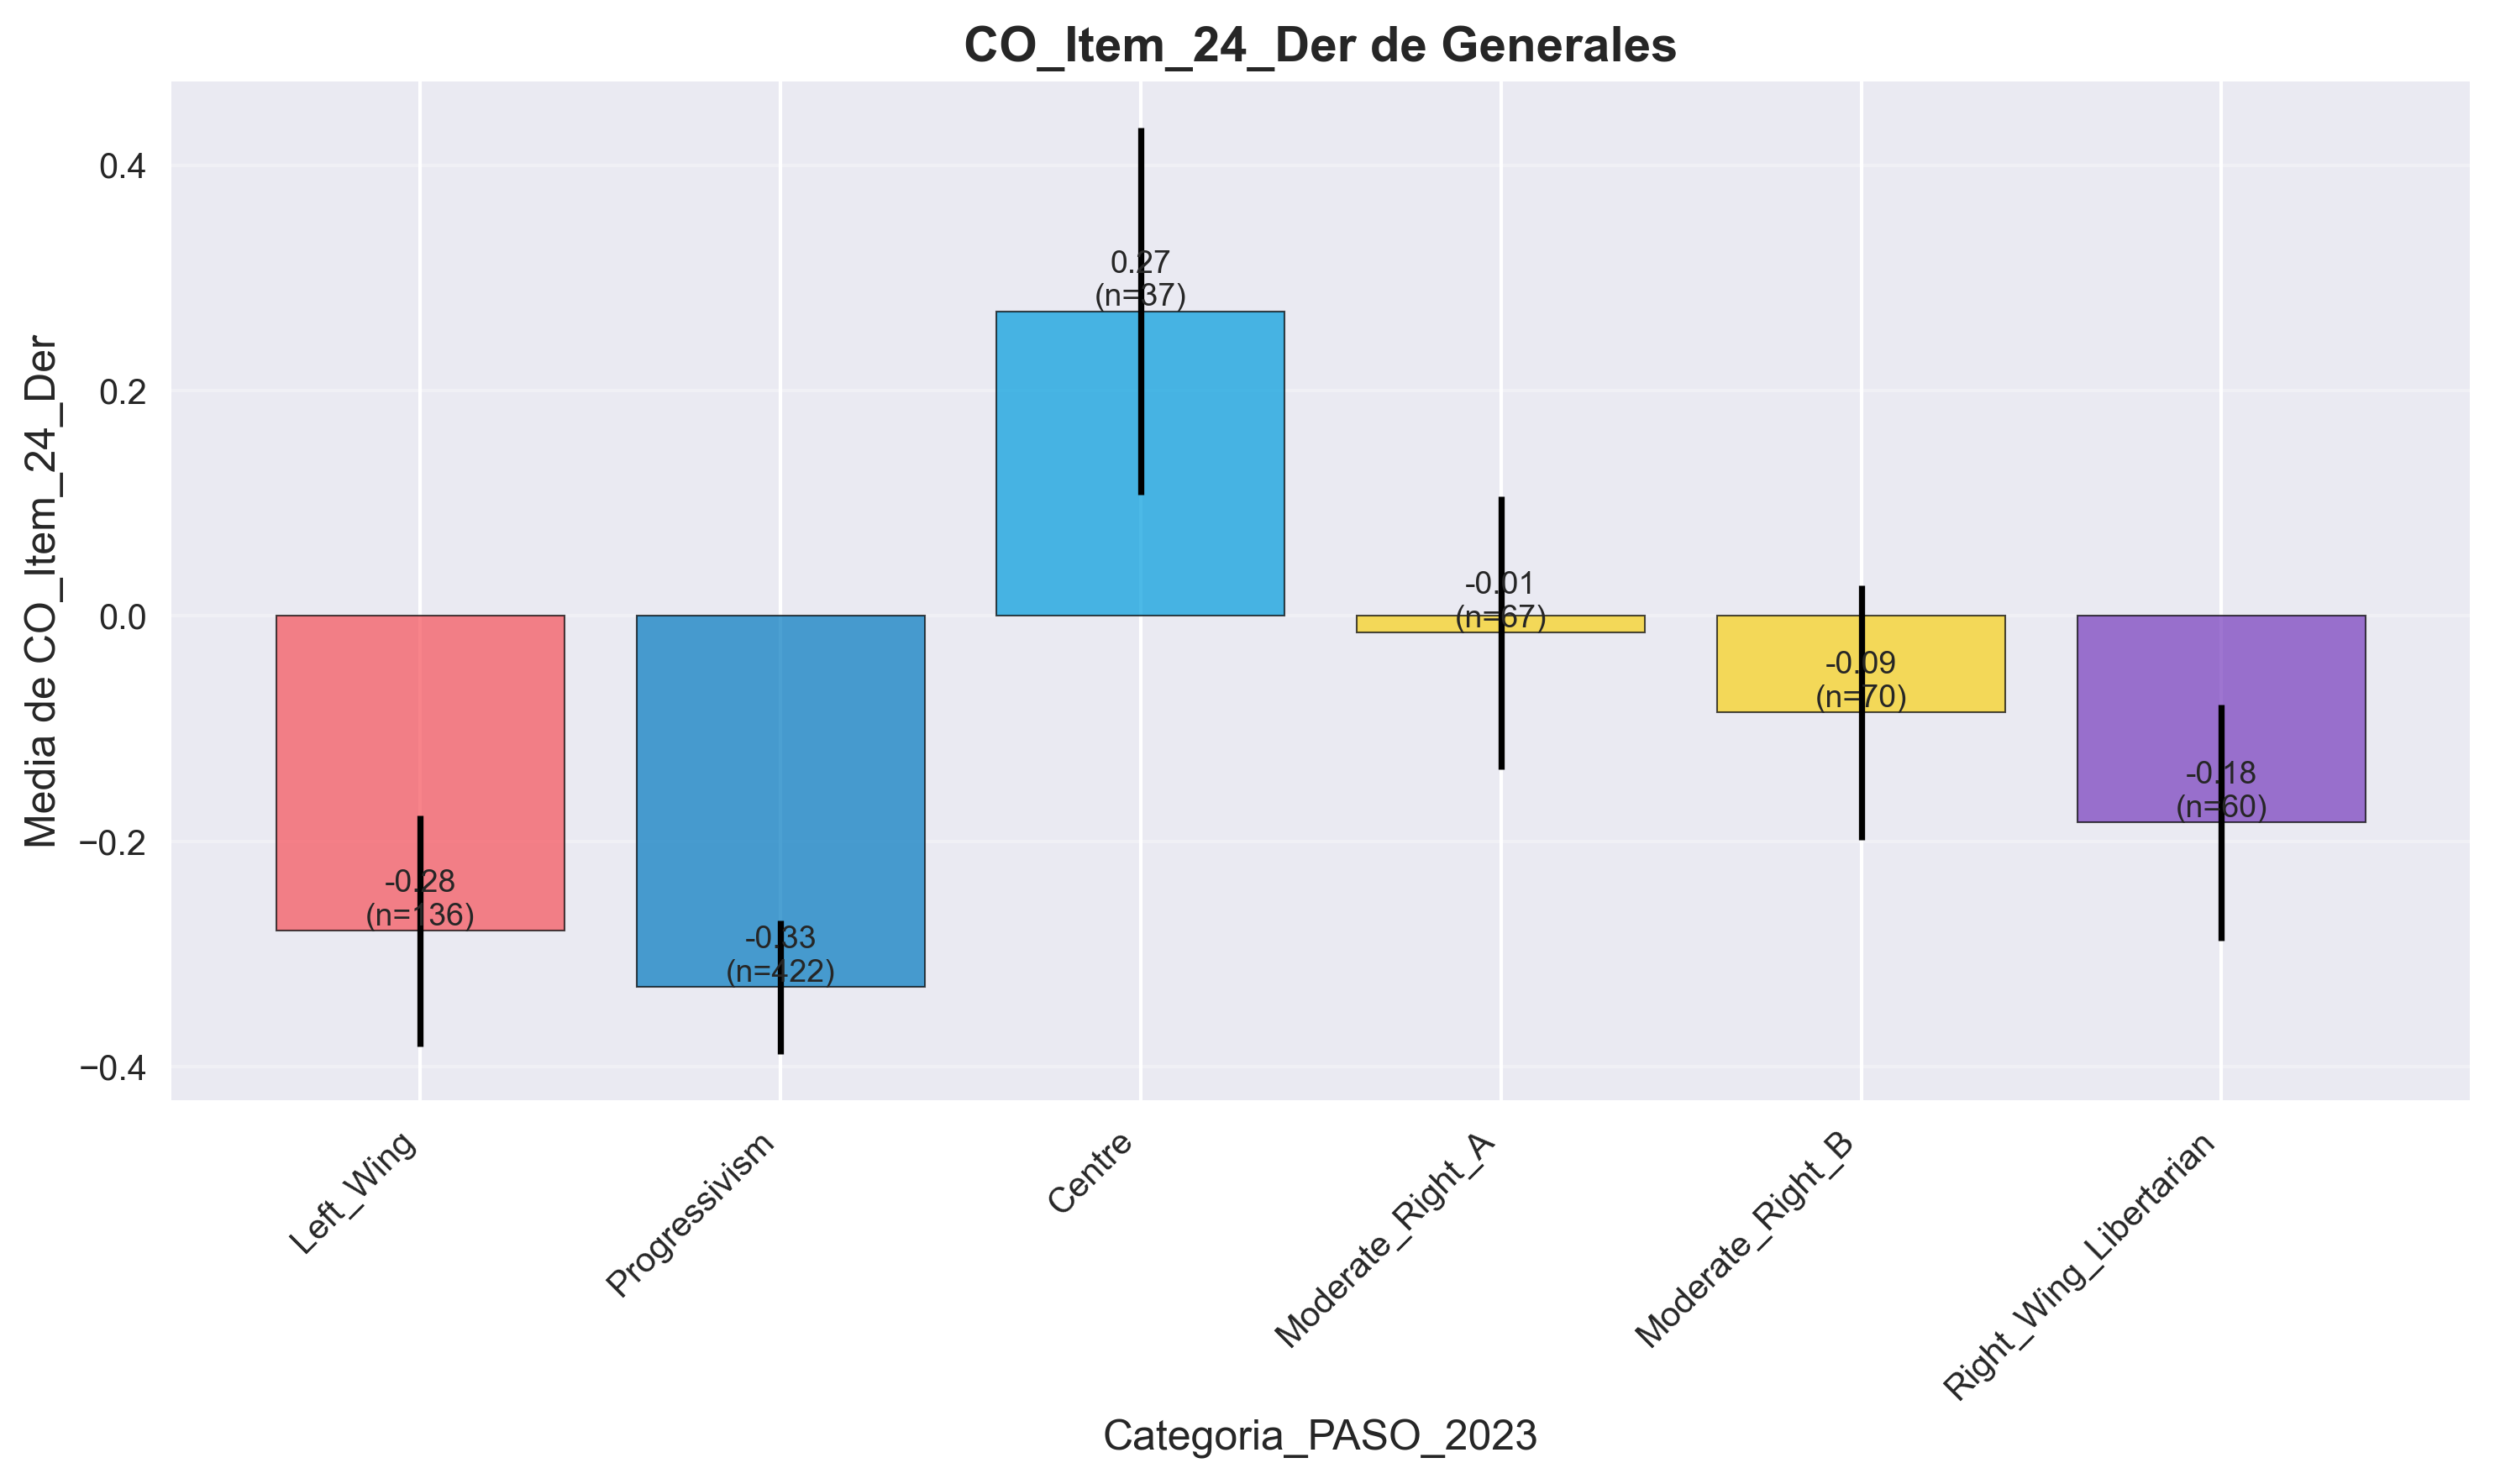 CO_Item_24_Der de Generales
Media de CO_Item_24_Der
0.4
0.2
0.0
−0.2
−0.4
-0.28
(n=136)
-0.33
(n=422)
0.27
(n=37)
-0.01
(n=67)
-0.09
(n=70)
-0.18
(n=60)
Left_Wing
Progressivism
Centre
Moderate_Right_A
Moderate_Right_B
Right_Wing_Libertarian
Categoria_PASO_2023